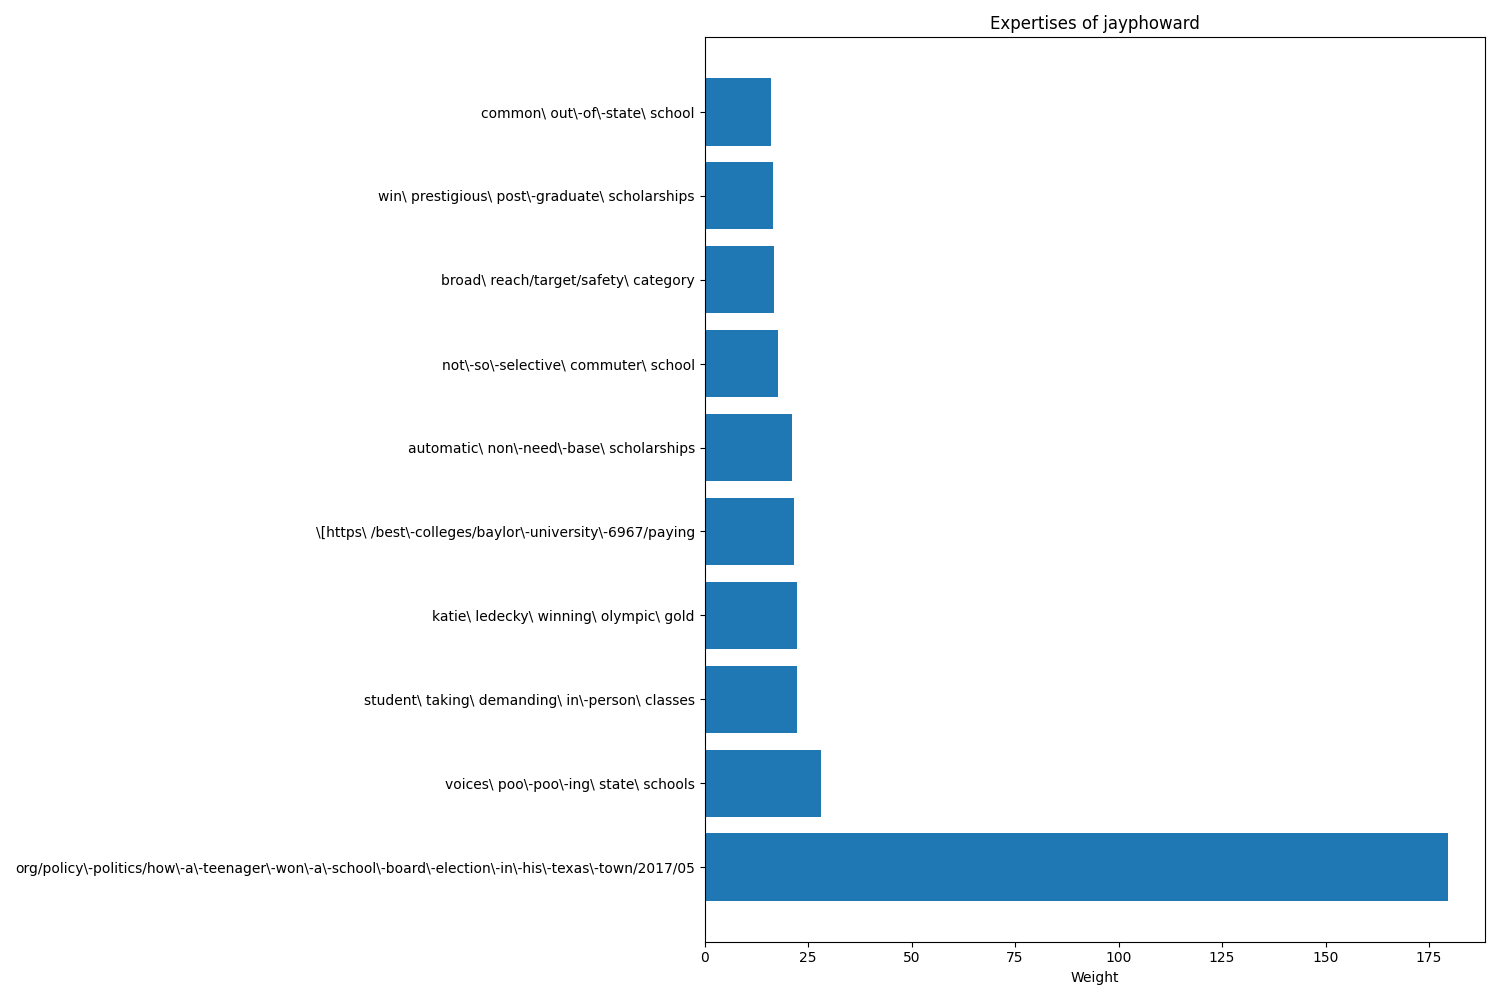 Expertises of jayphoward
common\ out\-of\-state\ school
win\ prestigious\ post\-graduate\ scholarships
broad\ reach/target/safety\ category
not\-so\-selective\ commuter\ school
automatic\ non\-need\-base\ scholarships
\[https\ /best\-colleges/baylor\-university\-6967/paying
katie\ ledecky\ winning\ olympic\ gold
student\ taking\ demanding\ in\-person\ classes
voices\ poo\-poo\-ing\ state\ schools
org/policy\-politics/how\-a\-teenager\-won\-a\-school\-board\-election\-in\-his\-texas\-town/2017/05
0 25 50 75 100 125 150 175
Weight